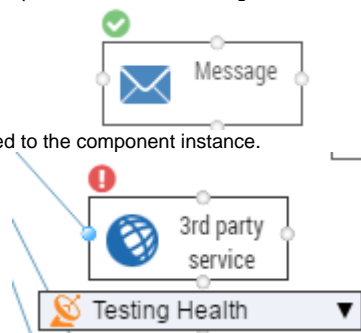 Message
ed to the component instance.
3rd party
service
Testing Health